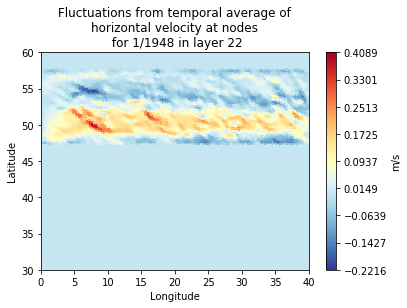 Fluctuations from temporal average of
horizontal velocity at nodes
for 1/1948 in layer 22
60
55
50
45
40
35
30
Latitude
0 5 10 15 20 25 30 35 40
Longitude
0.4089
0.3301
0.2513
0.1725
0.0937
0.0149
−0.0639
−0.1427
−0.2216
m/s